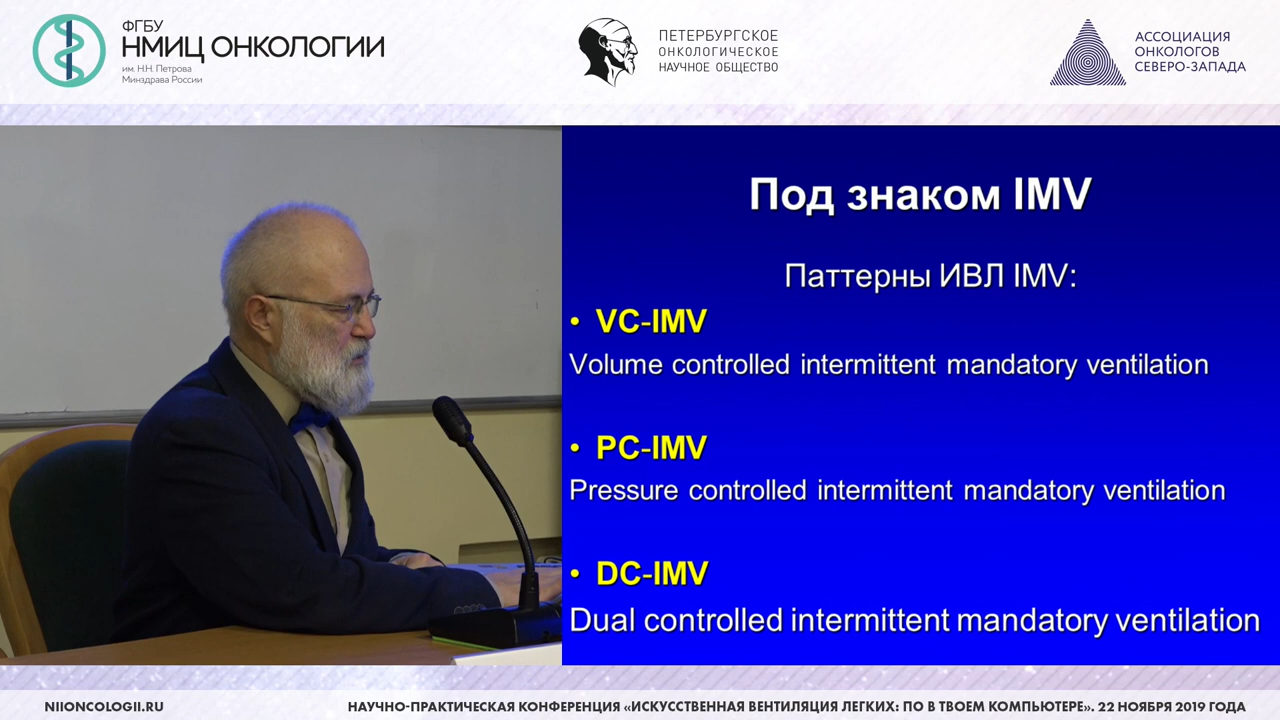 ФГБУ
НМИЦ ОНКОЛОГИИ
им. Н.Н. Петрова
Минздрава России
ПЕТЕРБУРГСКОЕ
ОНКОЛОГИЧЕСКОЕ
НАУЧНОЕ ОБЩЕСТВО
АССОЦИАЦИЯ
ОНКОЛОГОВ
СЕВЕРО-ЗАПАДА
Под знаком IMV
Паттерны ИВЛ IMV:
• VC-IMV
Volume controlled intermittent mandatory ventilation
• PC-IMV
Pressure controlled intermittent mandatory ventilation
• DC-IMV
Dual controlled intermittent mandatory ventilation
NIIONCOLOGII.RU
НАУЧНО-ПРАКТИЧЕСКАЯ КОНФЕРЕНЦИЯ «ИСКУССТВЕННАЯ ВЕНТИЛЯЦИЯ ЛЕГКИХ: ПО В ТВОЕМ КОМПЬЮТЕРЕ». 22 НОЯБРЯ 2019 ГОДА